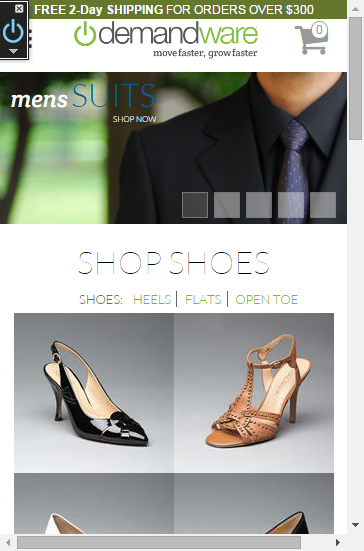 FREE 2-Day SHIPPING FOR ORDERS OVER $300
demandware
move faster, grow faster
0
mens SUITS
SHOP NOW
SHOP SHOES
SHOES: HEELS | FLATS | OPEN TOE